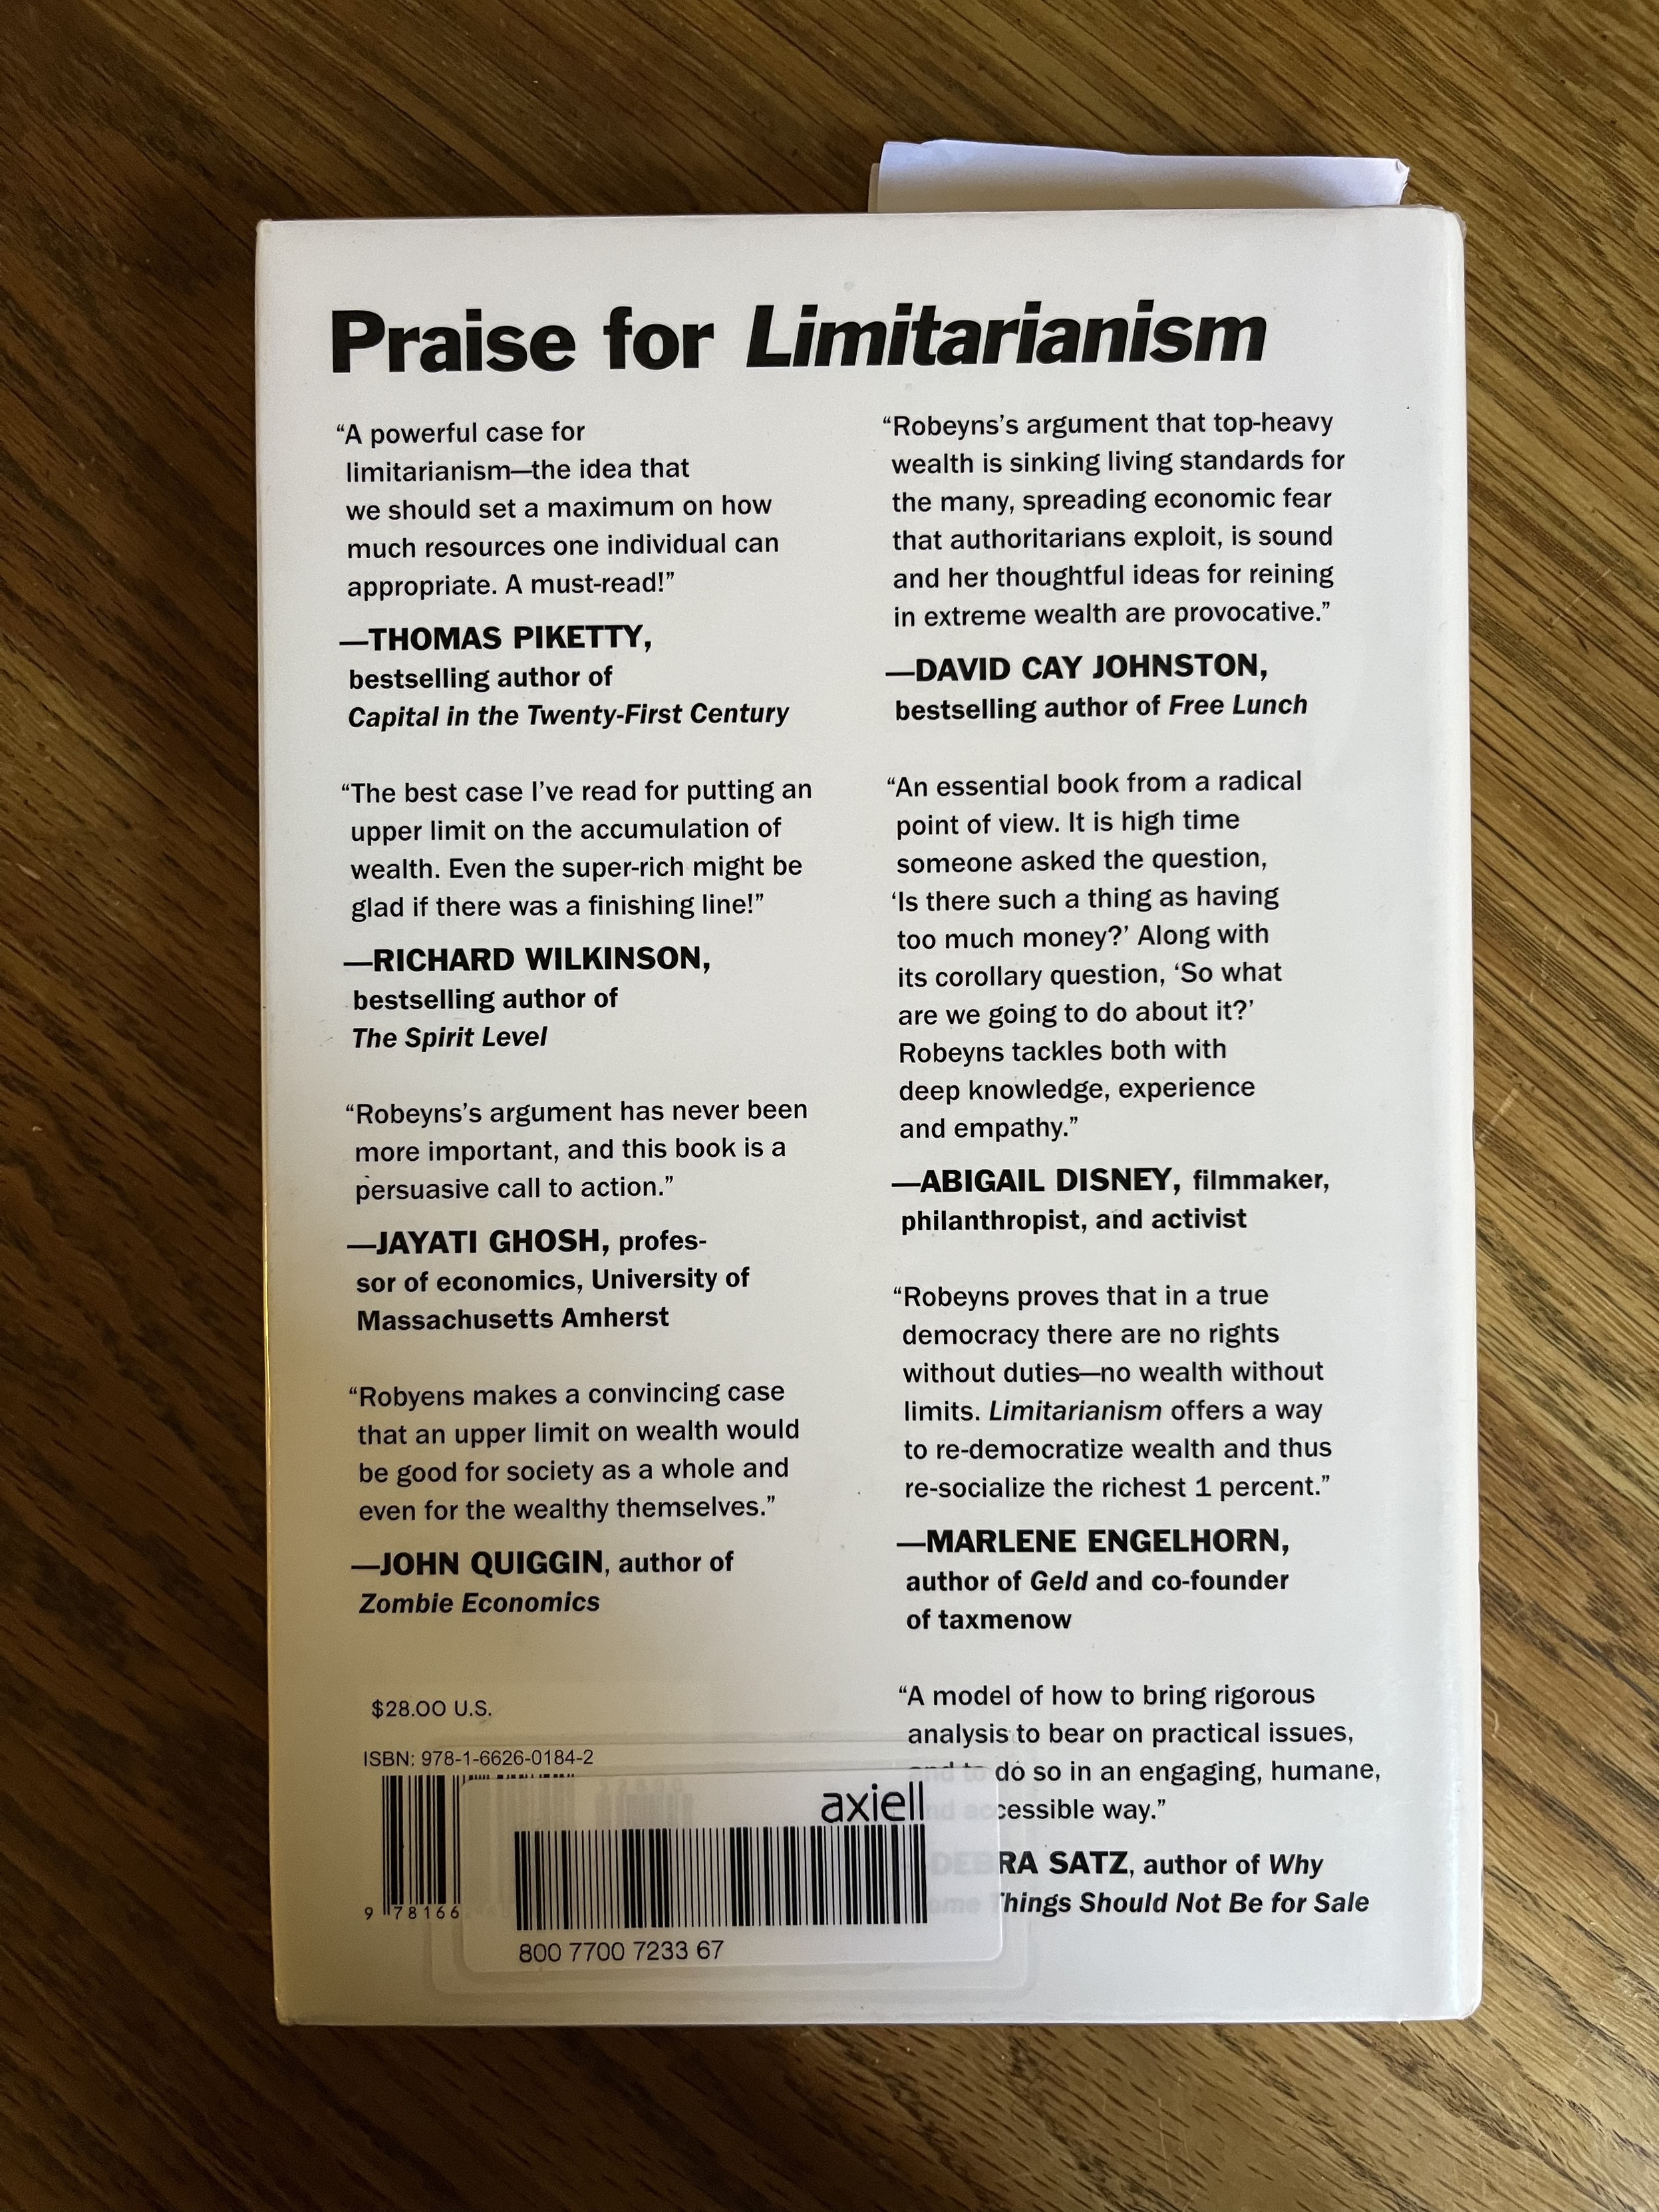 Praise for Limitarianism
“A powerful case for
limitarianism—the idea that
we should set a maximum on how
much resources one individual can
appropriate. A must-read!”
—THOMAS PIKETTY,
bestselling author of
Capital in the Twenty-First Century
“The best case I’ve read for putting an
upper limit on the accumulation of
wealth. Even the super-rich might be
glad if there was a finishing line!”
—RICHARD WILKINSON,
bestselling author of
The Spirit Level
“Robeyns’s argument has never been
more important, and this book is a
persuasive call to action.”
—JAYATI GHOSH, profes-
sor of economics, University of
Massachusetts Amherst
“Robyens makes a convincing case
that an upper limit on wealth would
be good for society as a whole and
even for the wealthy themselves.”
—JOHN QUIGGIN, author of
Zombie Economics
$28.00 U.S.
ISBN: 978-1-6626-0184-2
9 78166
“Robeyns’s argument that top-heavy
wealth is sinking living standards for
the many, spreading economic fear
that authoritarians exploit, is sound
and her thoughtful ideas for reining
in extreme wealth are provocative.”
—DAVID CAY JOHNSTON,
bestselling author of Free Lunch
“An essential book from a radical
point of view. It is high time
someone asked the question,
‘Is there such a thing as having
too much money?’ Along with
its corollary question, ‘So what
are we going to do about it?’
Robeyns tackles both with
deep knowledge, experience
and empathy.”
—ABIGAIL DISNEY, filmmaker,
philanthropist, and activist
“Robeyns proves that in a true
democracy there are no rights
without duties—no wealth without
limits. Limitarianism offers a way
to re-democratize wealth and thus
re-socialize the richest 1 percent.”
—MARLENE ENGELHORN,
author of Geld and co-founder
of taxmenow
“A model of how to bring rigorous
analysis to bear on practical issues,
and to do so in an engaging, humane,
and accessible way.”
—DEBRA SATZ, author of Why
Some Things Should Not Be for Sale
axiell
800 7700 7233 67